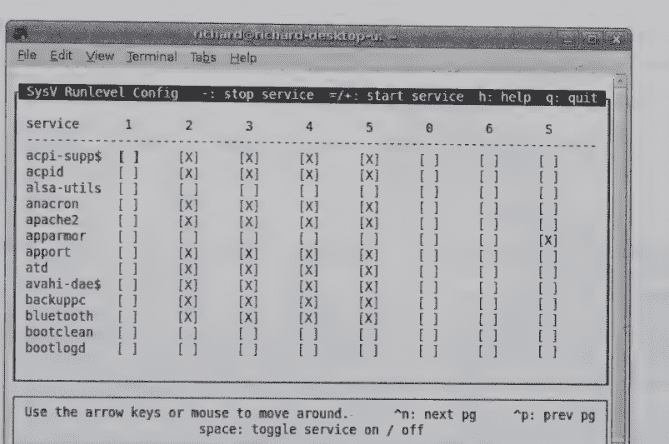 richard@richard-desktop-u: ~
File Edit View Terminal Tabs Help
SysV Runlevel Config -: stop service =/+: start service h: help q: quit
service 1 2 3 4 5 0 6 S
acpi-supp$ [ ] [X] [X] [X] [X] [ ] [ ] [ ]
acpid [ ] [X] [X] [X] [X] [ ] [ ] [ ]
alsa-utils [ ] [ ] [ ] [ ] [ ] [ ] [ ] [ ]
anacron [ ] [X] [X] [X] [X] [ ] [ ] [ ]
apache2 [ ] [X] [X] [X] [X] [ ] [ ] [ ]
apparmor [ ] [ ] [ ] [ ] [ ] [ ] [ ] [X]
apport [ ] [X] [X] [X] [X] [ ] [ ] [ ]
atd [ ] [X] [X] [X] [X] [ ] [ ] [ ]
avahi-dae$ [ ] [X] [X] [X] [X] [ ] [ ] [ ]
backuppc [ ] [X] [X] [X] [X] [ ] [ ] [ ]
bluetooth [ ] [X] [X] [X] [X] [ ] [ ] [ ]
bootclean [ ] [ ] [ ] [ ] [ ] [ ] [ ] [ ]
bootlogd [ ] [ ] [ ] [ ] [ ] [ ] [ ] [ ]
Use the arrow keys or mouse to move around. ^n: next pg ^p: prev pg
space: toggle service on / off